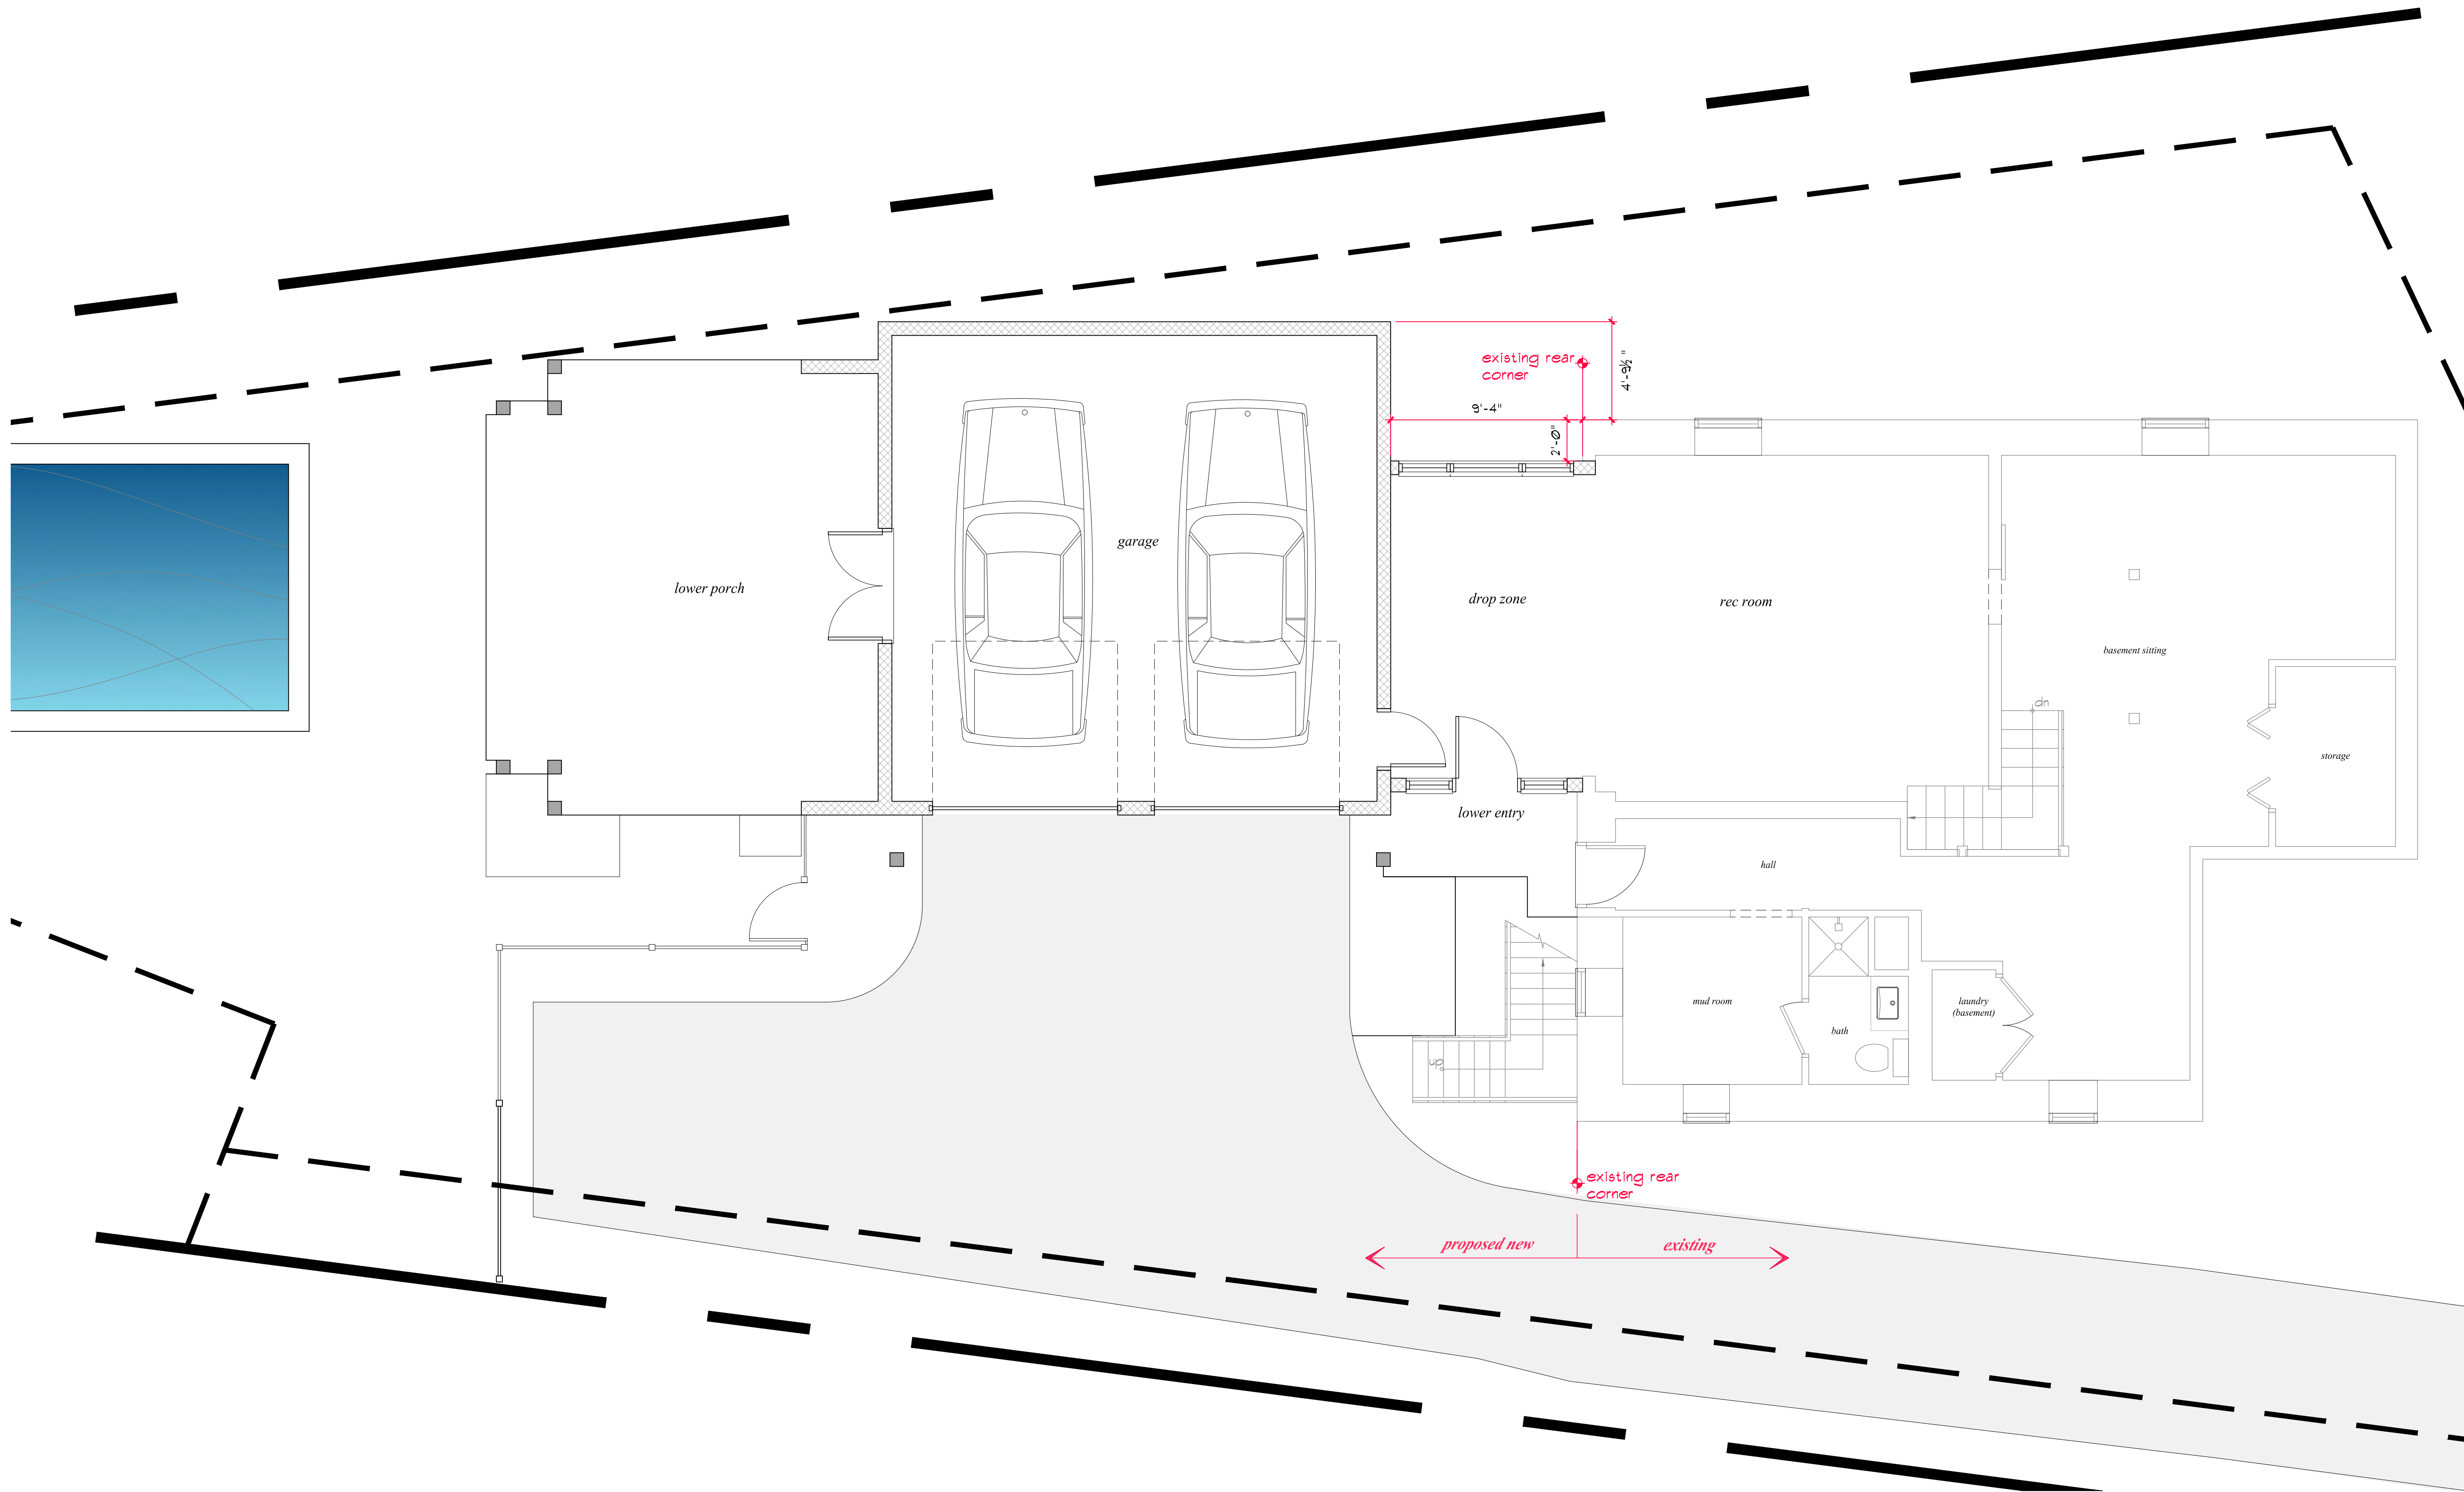 existing rear
corner
4'-9½"
9'-4"
2'-0"
garage
lower porch
drop zone
rec room
basement sitting
dn
storage
lower entry
hall
mud room
bath
laundry
(basement)
up
existing rear
corner
proposed new
existing